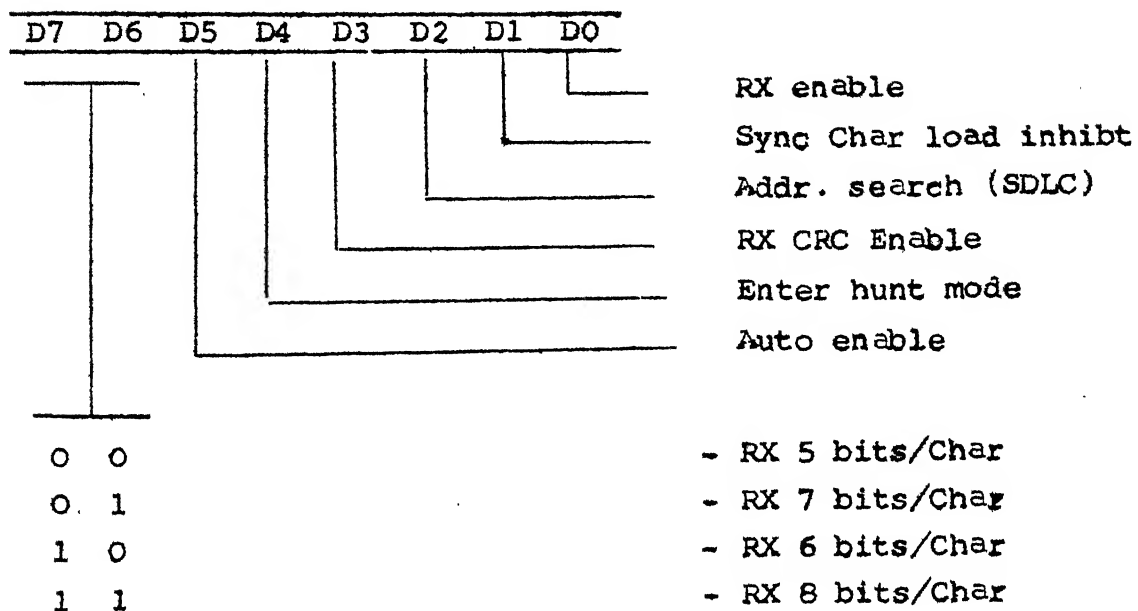 D7 D6 D5 D4 D3 D2 D1 D0
RX enable
Sync Char load inhibt
Addr. search (SDLC)
RX CRC Enable
Enter hunt mode
Auto enable
0 0 - RX 5 bits/Char
0. 1 - RX 7 bits/Char
1 0 - RX 6 bits/Char
1 1 - RX 8 bits/Char